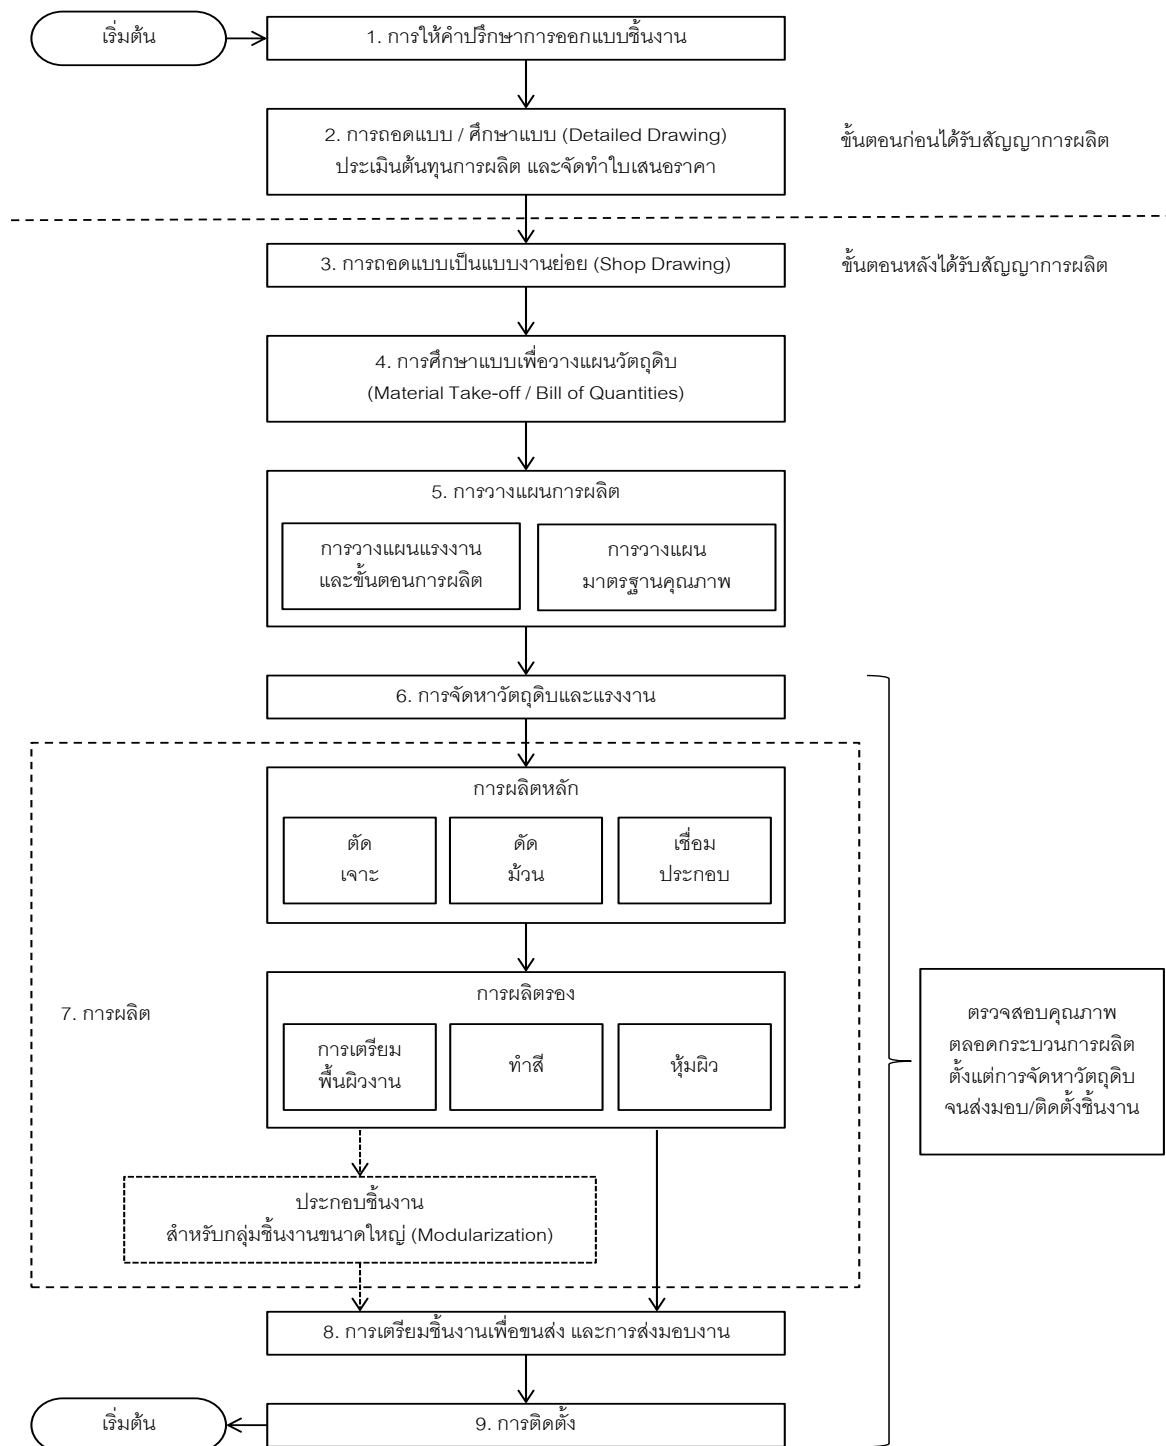 เริ่มต้น
1. การให้คำปรึกษาการออกแบบชิ้นงาน
2. การถอดแบบ / ศึกษาแบบ (Detailed Drawing)
ประเมินต้นทุนการผลิต และจัดทำใบเสนอราคา
ขั้นตอนก่อนได้รับสัญญาการผลิต
3. การถอดแบบเป็นแบบงานย่อย (Shop Drawing)
ขั้นตอนหลังได้รับสัญญาการผลิต
4. การศึกษาแบบเพื่อวางแผนวัตถุดิบ
(Material Take-off / Bill of Quantities)
5. การวางแผนการผลิต
การวางแผนแรงงาน
และขั้นตอนการผลิต
การวางแผน
มาตรฐานคุณภาพ
6. การจัดหาวัตถุดิบและแรงงาน
การผลิตหลัก
ตัด
เจาะ
ดัด
ม้วน
เชื่อม
ประกอบ
7. การผลิต
การผลิตรอง
การเตรียม
พื้นผิวงาน
ทำสี
หุ้มผิว
ตรวจสอบคุณภาพ
ตลอดกระบวนการผลิต
ตั้งแต่การจัดหาวัตถุดิบ
จนส่งมอบ/ติดตั้งชิ้นงาน
ประกอบชิ้นงาน
สำหรับกลุ่มชิ้นงานขนาดใหญ่ (Modularization)
8. การเตรียมชิ้นงานเพื่อขนส่ง และการส่งมอบงาน
เริ่มต้น
9. การติดตั้ง